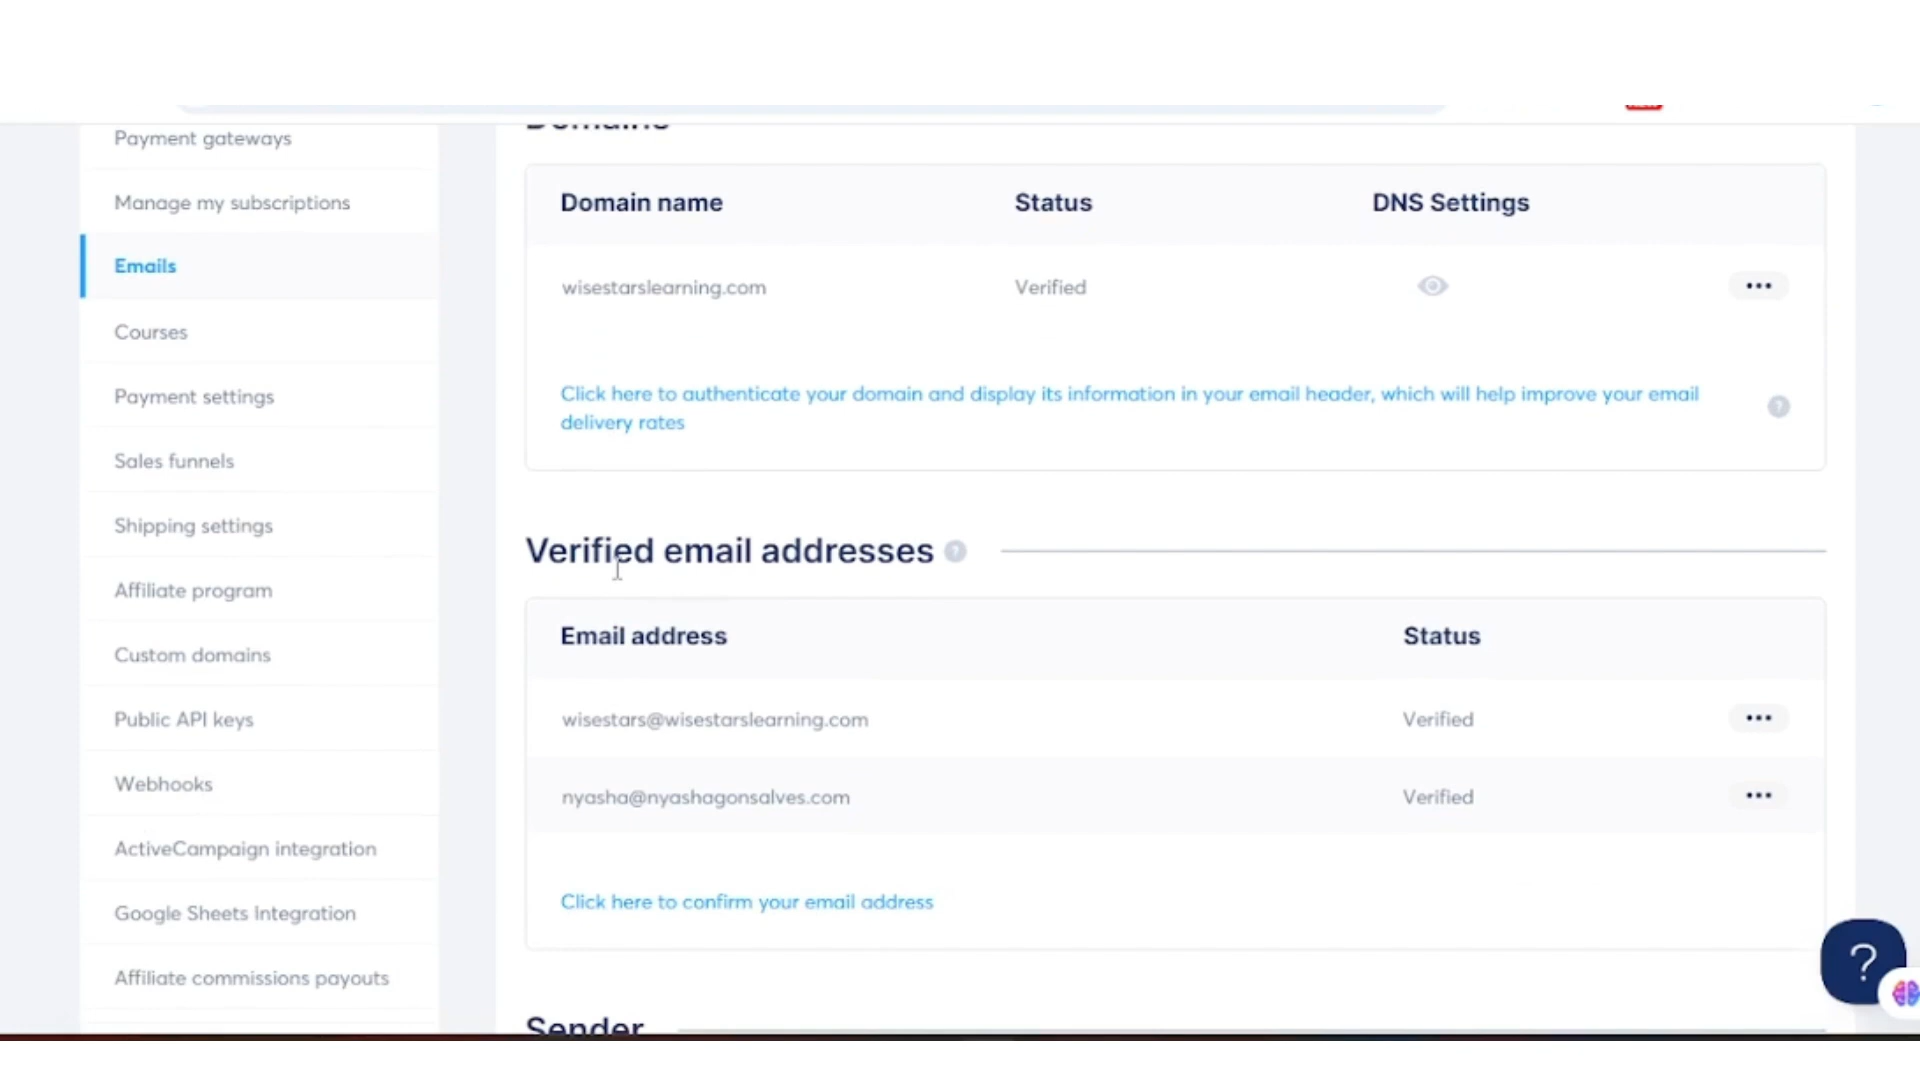 Payment gateways
Manage my subscriptions
Emails
Courses
Payment settings
Sales funnels
Shipping settings
Affiliate program
Custom domains
Public API keys
Webhooks
ActiveCampaign integration
Google Sheets Integration
Affiliate commissions payouts
Domains
Domain name Status DNS Settings
wisestarslearning.com Verified •••
Click here to authenticate your domain and display its information in your email header, which will help improve your email
delivery rates ?
Verified email addresses ?
Email address Status
wisestars@wisestarslearning.com Verified •••
nyasha@nyashagonsalves.com Verified •••
Click here to confirm your email address
Sender
?